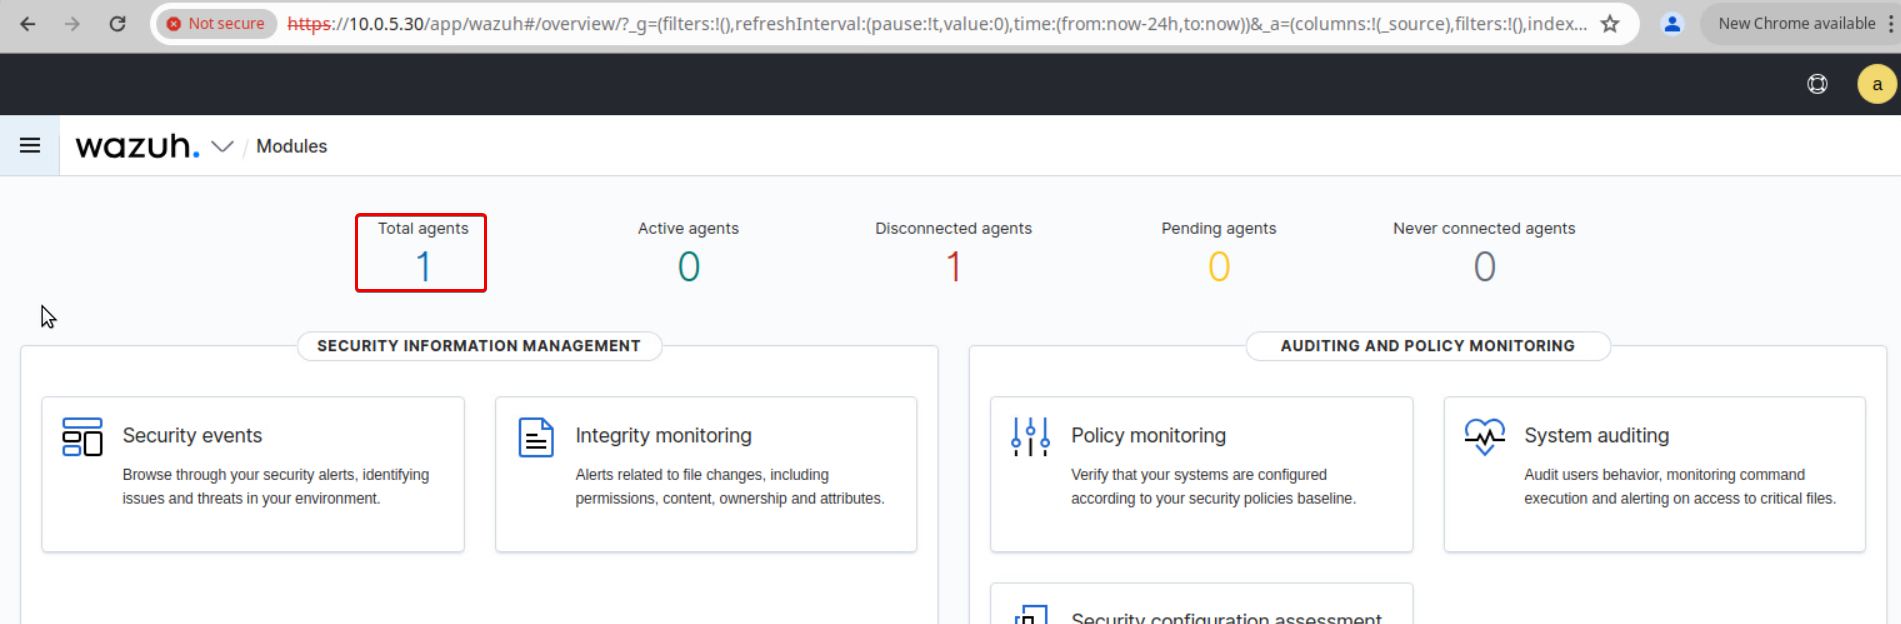 Not secure https://10.0.5.30/app/wazuh#/overview/?_g=(filters:!(),refreshInterval:(pause:!t,value:0),time:(from:now-24h,to:now))&_a=(columns:!(_source),filters:!(),index... New Chrome available
a
wazuh. / Modules
Total agents Active agents Disconnected agents Pending agents Never connected agents
1 0 1 0 0
SECURITY INFORMATION MANAGEMENT
Security events
Browse through your security alerts, identifying
issues and threats in your environment.
Integrity monitoring
Alerts related to file changes, including
permissions, content, ownership and attributes.
AUDITING AND POLICY MONITORING
Policy monitoring
Verify that your systems are configured
according to your security policies baseline.
System auditing
Audit users behavior, monitoring command
execution and alerting on access to critical files.
Security configuration assessment